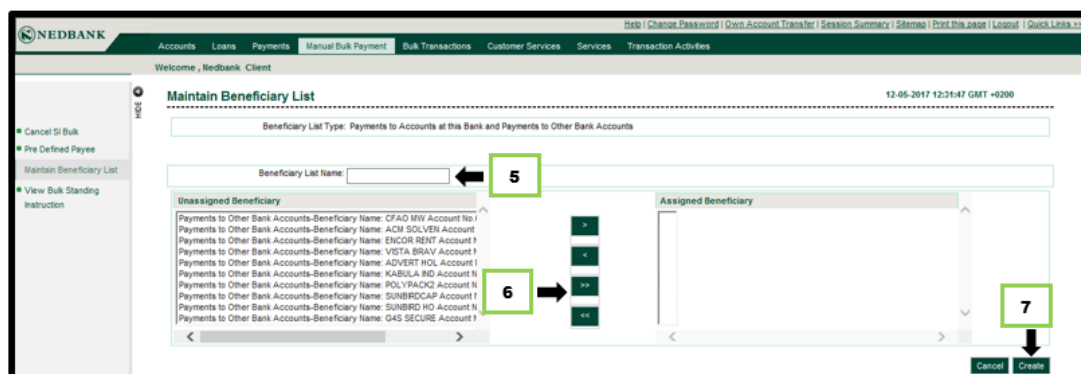 Help | Change Password | Own Account Transfer | Session Summary | Sitemap | Print this page | Logout | Quick Links >>
NEDBANK
Accounts Loans Payments Manual Bulk Payment Bulk Transactions Customer Services Services Transaction Activities
Welcome , Nedbank Client
HIDE
Maintain Beneficiary List
12-05-2017 12:31:47 GMT +0200
Cancel SI Bulk
Pre Defined Payee
Maintain Beneficiary List
View Bulk Standing
Instruction
Beneficiary List Type: Payments to Accounts at this Bank and Payments to Other Bank Accounts
Beneficiary List Name:
5
Unassigned Beneficiary
Payments to Other Bank Accounts-Beneficiary Name: CFAO MW Account No.
Payments to Other Bank Accounts-Beneficiary Name: ACM SOLVEN Account
Payments to Other Bank Accounts-Beneficiary Name: ENCOR RENT Account
Payments to Other Bank Accounts-Beneficiary Name: VISTA BRAV Account
Payments to Other Bank Accounts-Beneficiary Name: ADVERT HOL Account
Payments to Other Bank Accounts-Beneficiary Name: KABULA IND Account
Payments to Other Bank Accounts-Beneficiary Name: POLYPACK2 Account
Payments to Other Bank Accounts-Beneficiary Name: SUNBIRDCAP Account
Payments to Other Bank Accounts-Beneficiary Name: SUNBIRD HO Account
Payments to Other Bank Accounts-Beneficiary Name: G4S SECURE Account
>
<
>>
<<
6
Assigned Beneficiary
7
Cancel Create